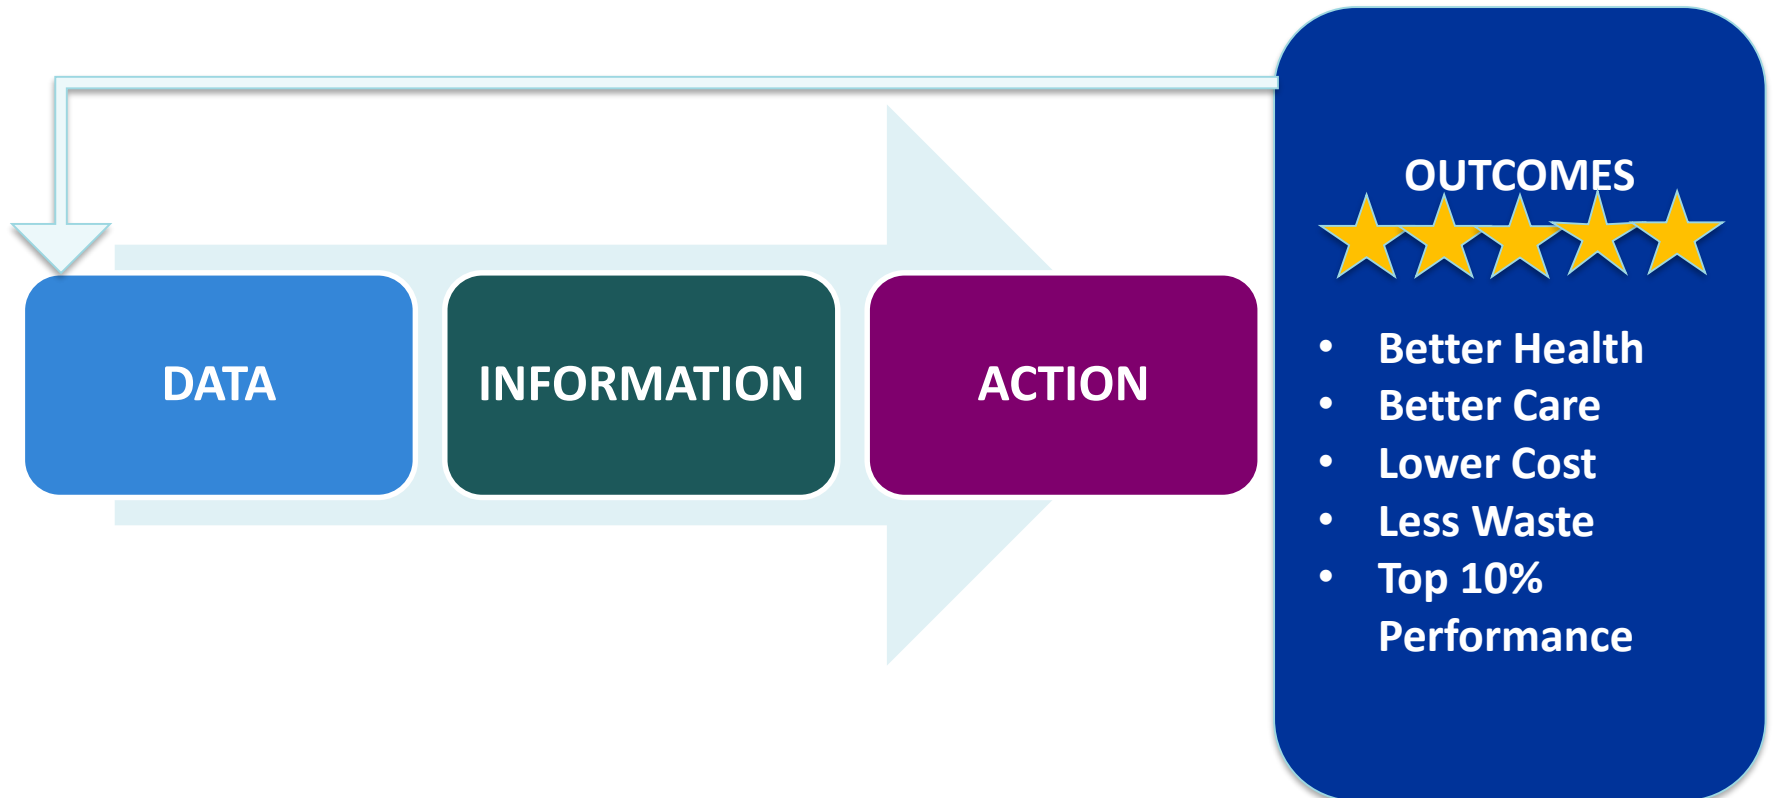 DATA
INFORMATION
ACTION
OUTCOMES
• Better Health
• Better Care
• Lower Cost
• Less Waste
• Top 10%
Performance